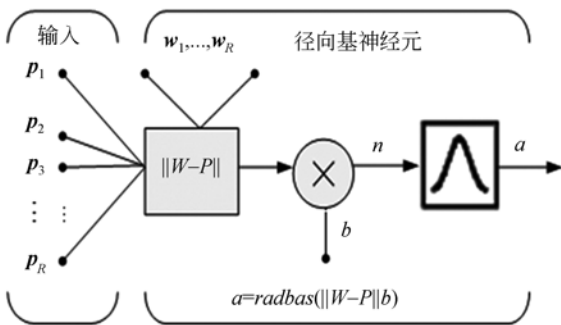 输入
w1,...,wR
径向基神经元
p1
p2
p3
⋮ ⋮
pR
||W–P||
×
n
a
b
a=radbas(||W–P||b)